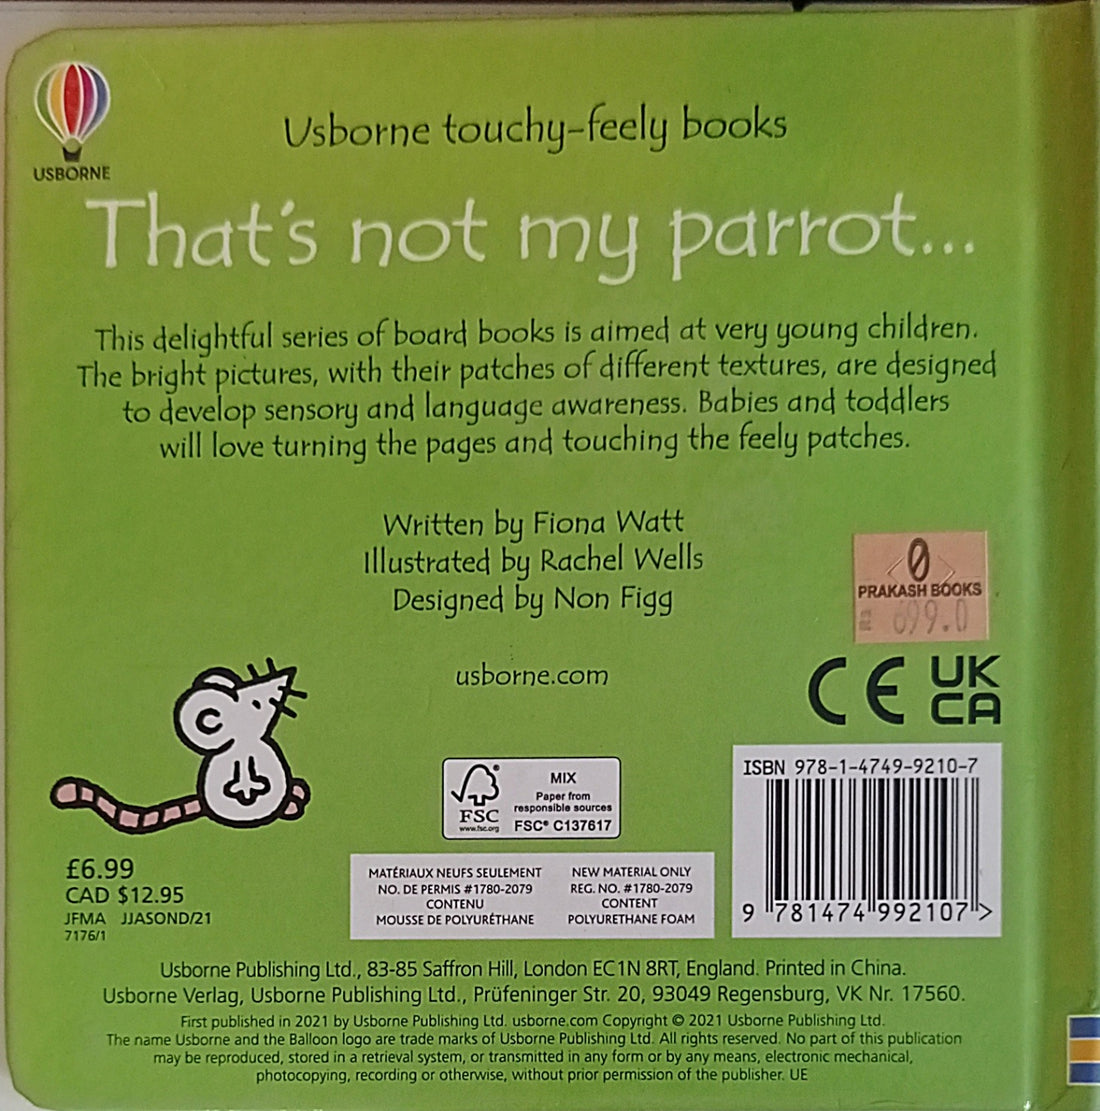 USBORNE
Usborne touchy-feely books
That's not my parrot...
This delightful series of board books is aimed at very young children.
The bright pictures, with their patches of different textures, are designed
to develop sensory and language awareness. Babies and toddlers
will love turning the pages and touching the feely patches.
Written by Fiona Watt
Illustrated by Rachel Wells
Designed by Non Figg
PRAKASH BOOKS
699.0
usborne.com
CE UK
CA
MIX
Paper from
responsible sources
FSC® C137617
FSC
www.fsc.org
ISBN 978-1-4749-9210-7
9 781474 992107 >
£6.99
CAD $12.95
JFMA JJASOND/21
7176/1
MATÉRIAUX NEUFS SEULEMENT
NO. DE PERMIS #1780-2079
CONTENU
MOUSSE DE POLYURÉTHANE
NEW MATERIAL ONLY
REG. NO. #1780-2079
CONTENT
POLYURETHANE FOAM
Usborne Publishing Ltd., 83-85 Saffron Hill, London EC1N 8RT, England. Printed in China.
Usborne Verlag, Usborne Publishing Ltd., Prüfeninger Str. 20, 93049 Regensburg, VK Nr. 17560.
First published in 2021 by Usborne Publishing Ltd. usborne.com Copyright © 2021 Usborne Publishing Ltd.
The name Usborne and the Balloon logo are trade marks of Usborne Publishing Ltd. All rights reserved. No part of this publication
may be reproduced, stored in a retrieval system, or transmitted in any form or by any means, electronic mechanical,
photocopying, recording or otherwise, without prior permission of the publisher. UE